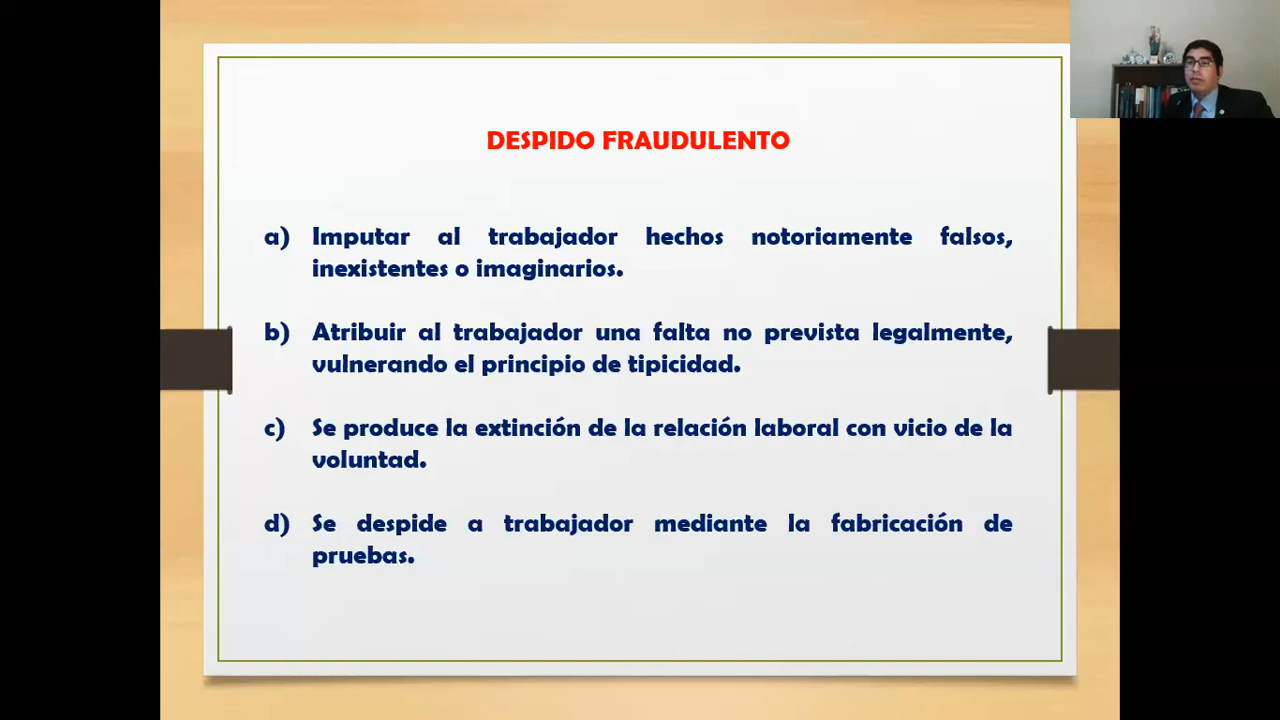 DESPIDO FRAUDULENTO
a) Imputar al trabajador hechos notoriamente falsos,
inexistentes o imaginarios.
b) Atribuir al trabajador una falta no prevista legalmente,
vulnerando el principio de tipicidad.
c) Se produce la extinción de la relación laboral con vicio de la
voluntad.
d) Se despide a trabajador mediante la fabricación de
pruebas.